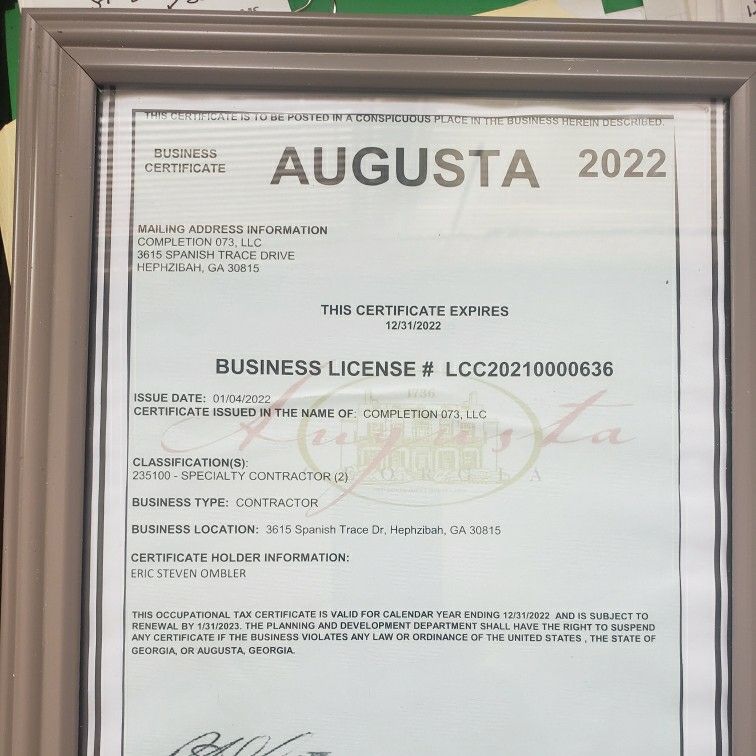 THIS CERTIFICATE IS TO BE POSTED IN A CONSPICUOUS PLACE IN THE BUSINESS HEREIN DESCRIBED.
BUSINESS
CERTIFICATE
AUGUSTA
2022
MAILING ADDRESS INFORMATION
COMPLETION 073, LLC
3615 SPANISH TRACE DRIVE
HEPHZIBAH, GA 30815
THIS CERTIFICATE EXPIRES
12/31/2022
BUSINESS LICENSE # LCC20210000636
ISSUE DATE: 01/04/2022
CERTIFICATE ISSUED IN THE NAME OF: COMPLETION 073, LLC
1736
Augusta
GEORGIA
CLASSIFICATION(S):
235100 - SPECIALTY CONTRACTOR (2)
BUSINESS TYPE: CONTRACTOR
BUSINESS LOCATION: 3615 Spanish Trace Dr, Hephzibah, GA 30815
CERTIFICATE HOLDER INFORMATION:
ERIC STEVEN OMBLER
THIS OCCUPATIONAL TAX CERTIFICATE IS VALID FOR CALENDAR YEAR ENDING 12/31/2022 AND IS SUBJECT TO
RENEWAL BY 1/31/2023. THE PLANNING AND DEVELOPMENT DEPARTMENT SHALL HAVE THE RIGHT TO SUSPEND
ANY CERTIFICATE IF THE BUSINESS VIOLATES ANY LAW OR ORDINANCE OF THE UNITED STATES , THE STATE OF
GEORGIA, OR AUGUSTA, GEORGIA.